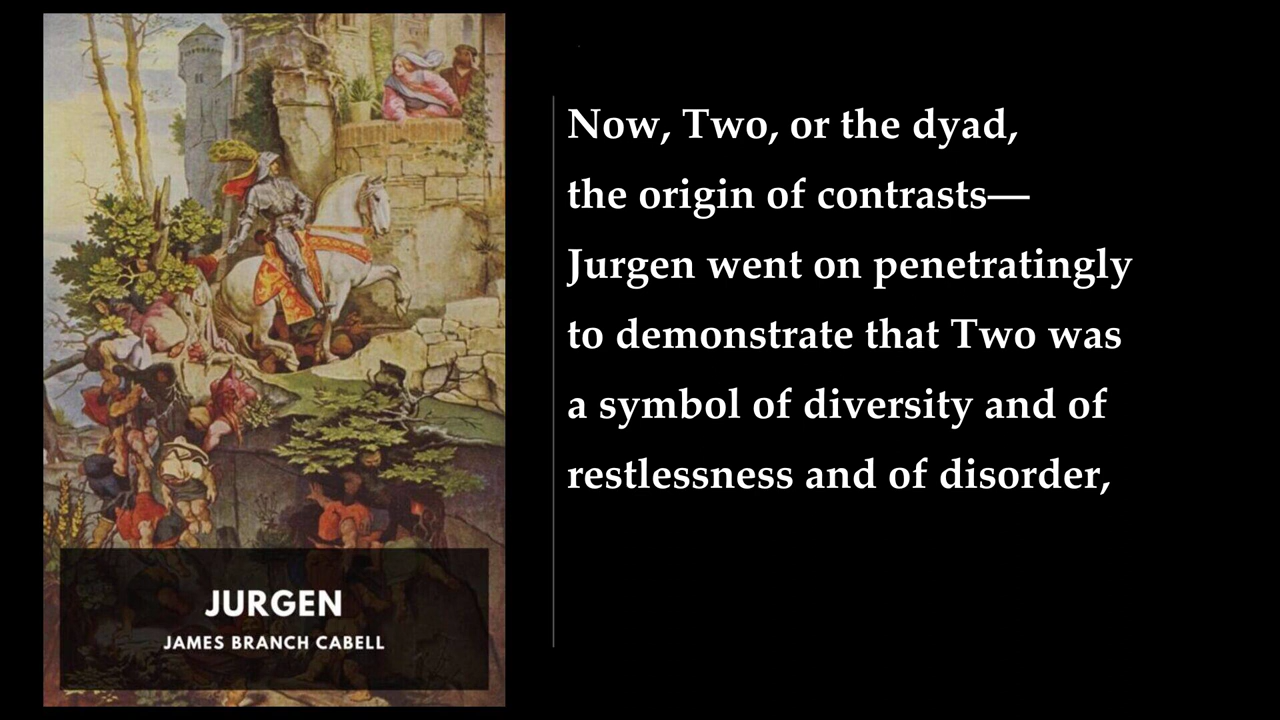 Now, Two, or the dyad,
the origin of contrasts—
Jurgen went on penetratingly
to demonstrate that Two was
a symbol of diversity and of
restlessness and of disorder,
JURGEN
JAMES BRANCH CABELL